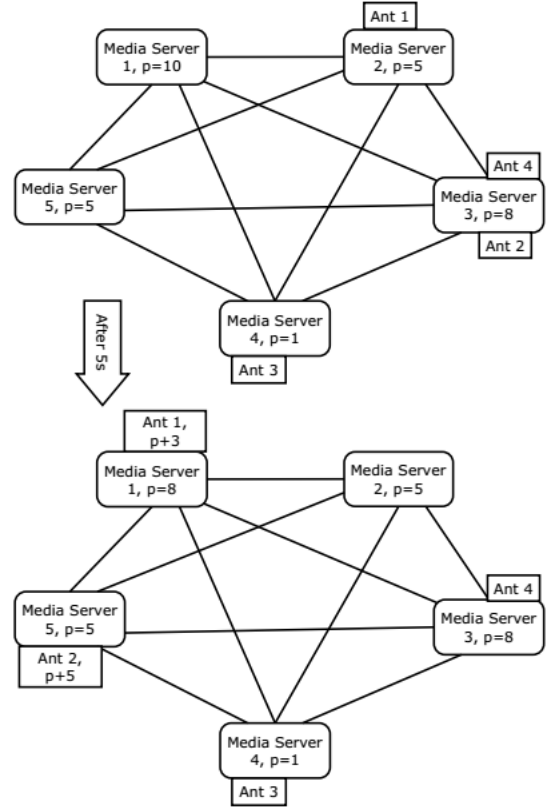 Ant 1
Media Server
1, p=10
Media Server
2, p=5
Ant 4
Media Server
5, p=5
Media Server
3, p=8
Ant 2
Media Server
4, p=1
Ant 3
After 5s
Ant 1,
p+3
Media Server
1, p=8
Media Server
2, p=5
Ant 4
Media Server
5, p=5
Media Server
3, p=8
Ant 2,
p+5
Media Server
4, p=1
Ant 3